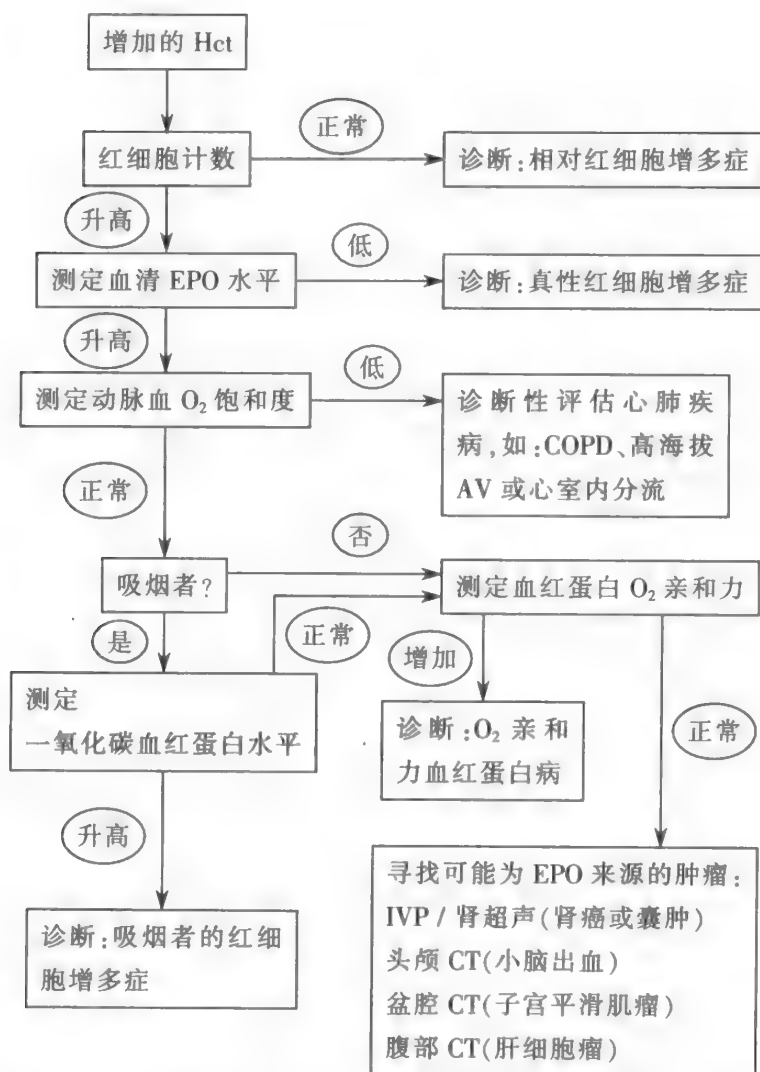 增加的 Hct
正常
红细胞计数
诊断:相对红细胞增多症
升高
低
测定血清 EPO 水平
诊断:真性红细胞增多症
升高
低
测定动脉血 O₂ 饱和度
诊断性评估心肺疾
病,如:COPD、高海拔
AV 或心室内分流
正常
否
吸烟者?
测定血红蛋白 O₂ 亲和力
是
正常
增加
测定
一氧化碳血红蛋白水平
正常
诊断:O₂ 亲和
力血红蛋白病
升高
诊断:吸烟者的红细
胞增多症
寻找可能为 EPO 来源的肿瘤:
IVP / 肾超声(肾癌或囊肿)
头颅 CT(小脑出血)
盆腔 CT(子宫平滑肌瘤)
腹部 CT(肝细胞瘤)